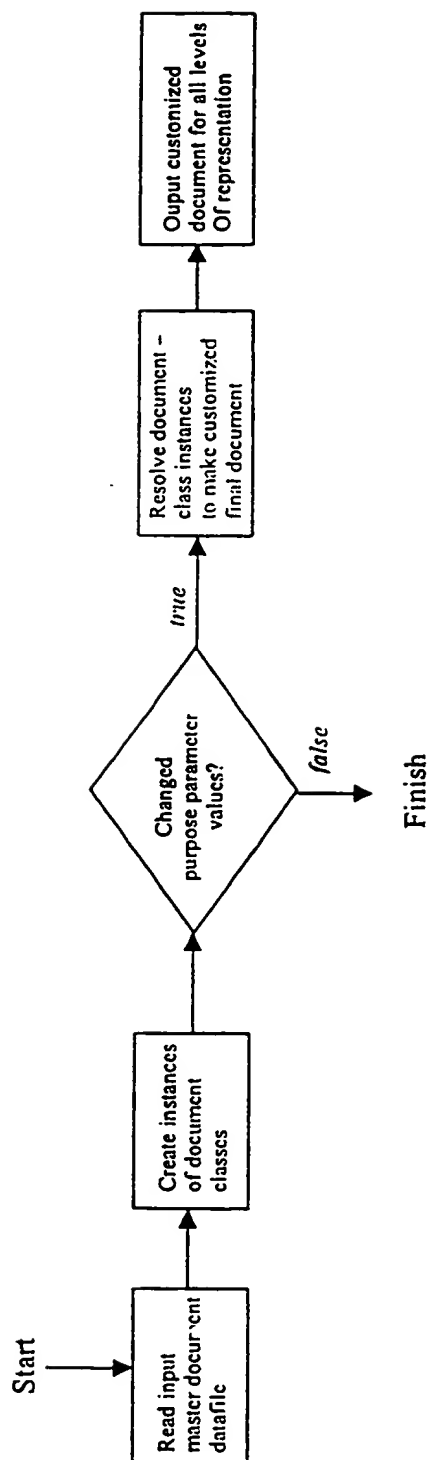 Start
Read input
master document
datafile
Create instances
of document
classes
Changed
purpose parameter
values?
true
false
Finish
Resolve document –
class instances
to make customized
final document
Ouput customized
document for all levels
Of representation